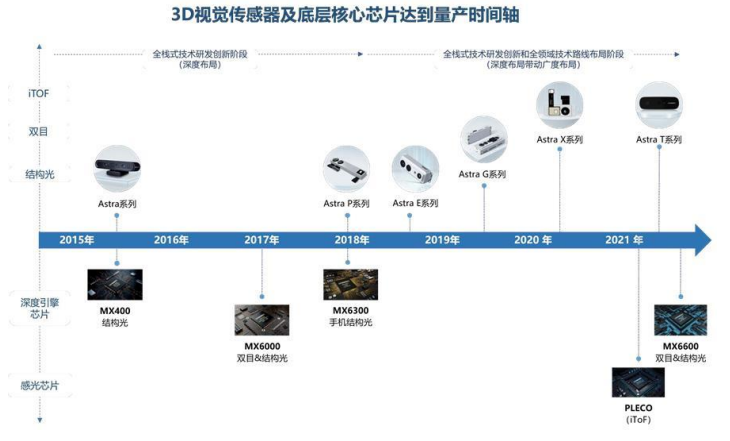 3D视觉传感器及底层核心芯片达到量产时间轴
全栈式技术研发创新阶段
（深度布局）
全栈式技术研发创新和全领域技术路线布局阶段
（深度布局带动广度布局）
iTOF
双目
结构光
Astra系列
Astra P系列
Astra E系列
Astra G系列
Astra X系列
Astra T系列
2015年
2016年
2017年
2018年
2019年
2020 年
2021 年
深度引擎
芯片
感光芯片
MX400
结构光
MX6000
双目&结构光
MX6300
手机结构光
MX6600
双目&结构光
PLECO
（iToF）